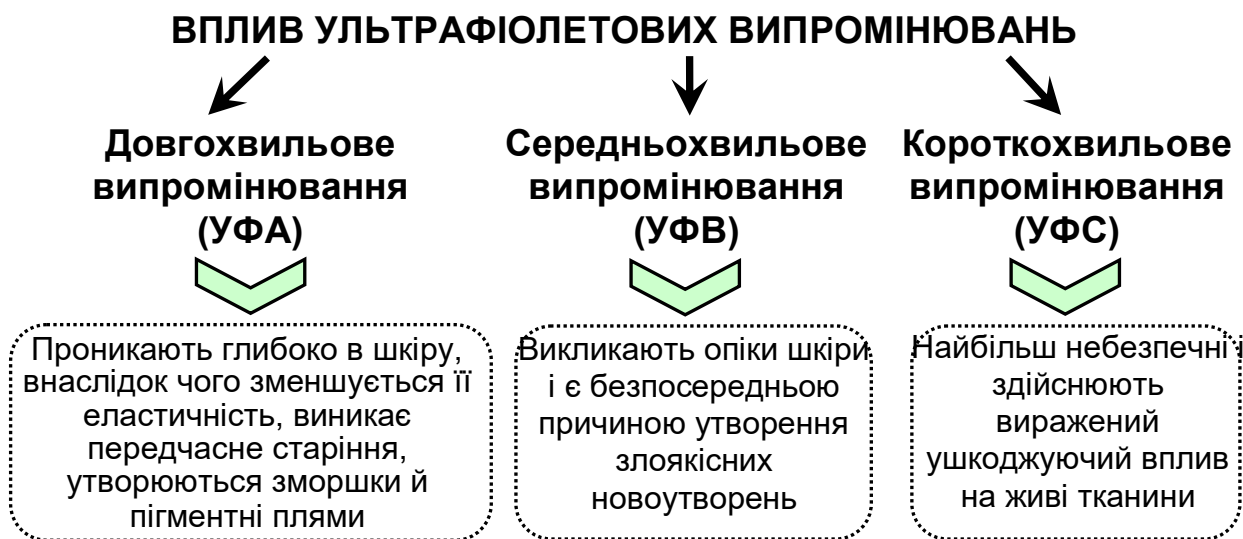 ВПЛИВ УЛЬТРАФІОЛЕТОВИХ ВИПРОМІНЮВАНЬ
Довгохвильове
випромінювання
(УФА)
Середньохвильове
випромінювання
(УФВ)
Короткохвильове
випромінювання
(УФС)
Проникають глибоко в шкіру,
внаслідок чого зменшується її
еластичність, виникає
передчасне старіння,
утворюються зморшки й
пігментні плями
Викликають опіки шкіри
і є безпосередньою
причиною утворення
злоякісних
новоутворень
Найбільш небезпечні і
здійснюють
виражений
ушкоджуючий вплив
на живі тканини